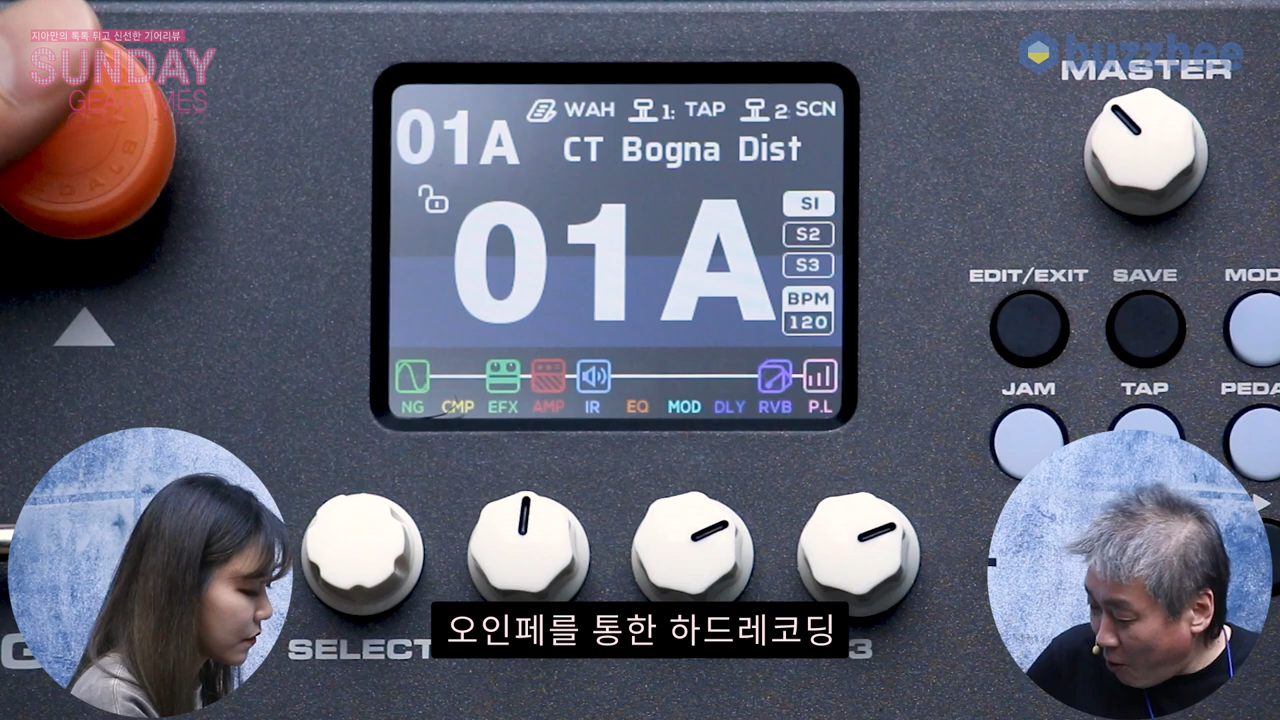 지아만의 톡톡 튀고 신선한 기어리뷰
SUNDAY
GEARTIMES
buzzbee
MASTER
01A
WAH
1: TAP
2: SCN
CT Bogna Dist
01A
S1
S2
S3
BPM
120
NG CMP EFX AMP IR EQ MOD DLY RVB P.L
EDIT/EXIT SAVE MOD
JAM TAP PEDA
SELECT
3
오인페를 통한 하드레코딩